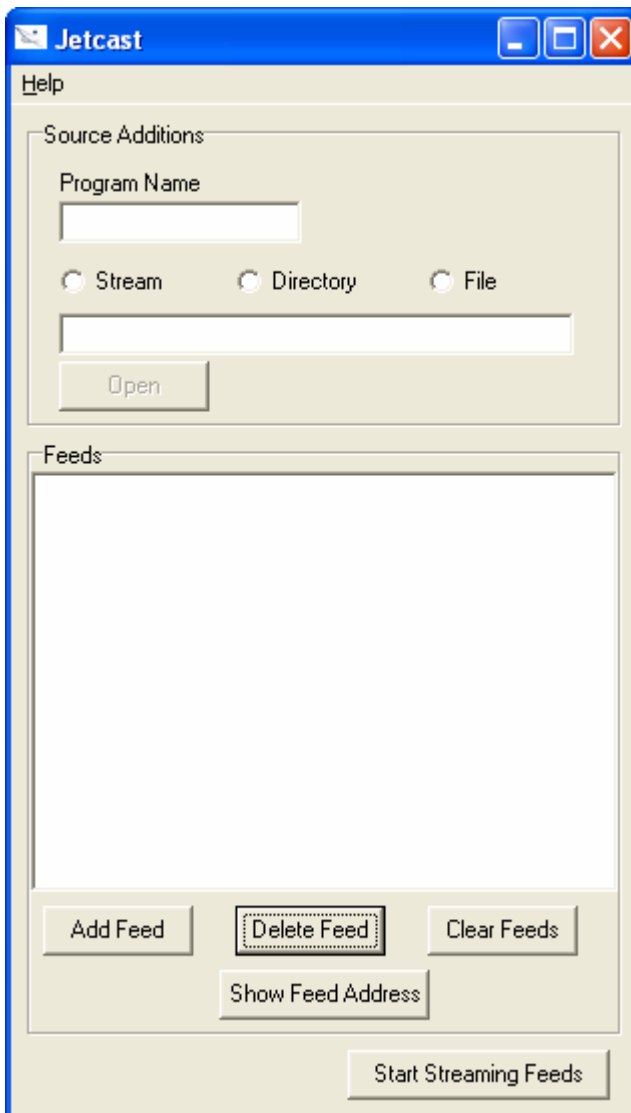 Jetcast
Help
Source Additions
Program Name
Stream Directory File
Open
Feeds
Add Feed Delete Feed Clear Feeds
Show Feed Address
Start Streaming Feeds